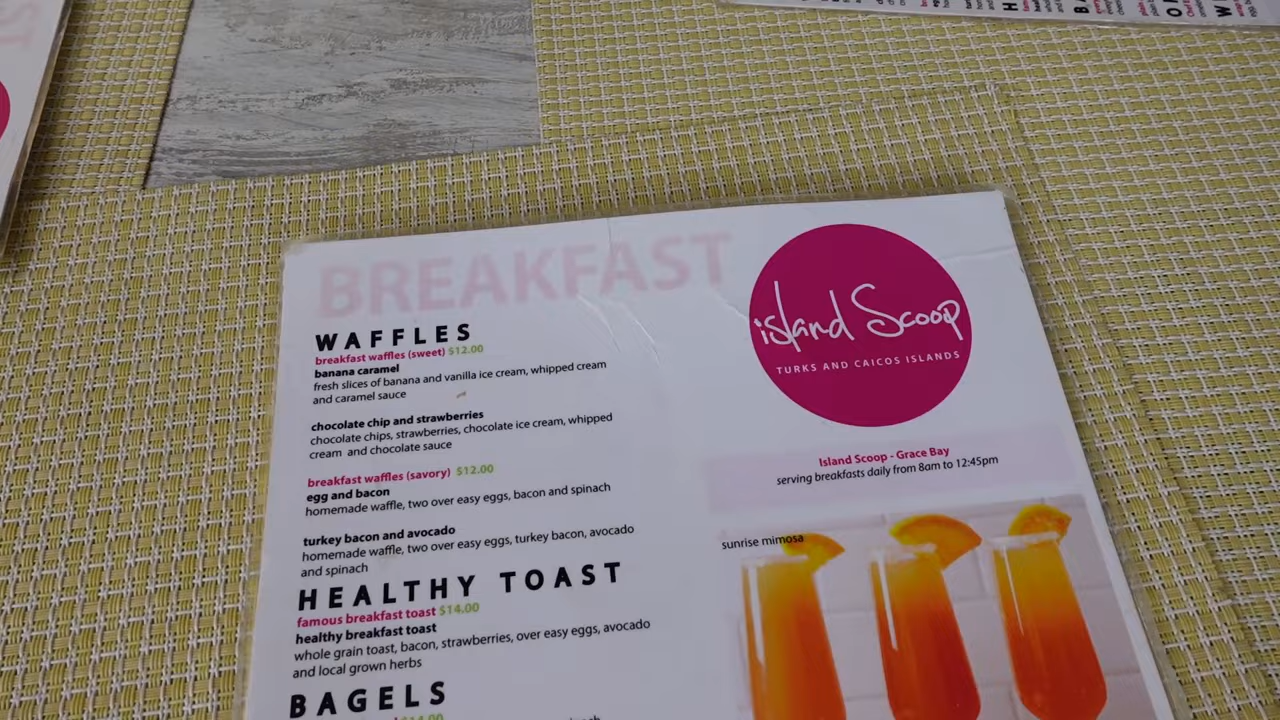 BREAKFAST
WAFFLES
breakfast waffles (sweet) $12.00
banana caramel
fresh slices of banana and vanilla ice cream, whipped cream
and caramel sauce
chocolate chip and strawberries
chocolate chips, strawberries, chocolate ice cream, whipped
cream and chocolate sauce
breakfast waffles (savory) $12.00
egg and bacon
homemade waffle, two over easy eggs, bacon and spinach
turkey bacon and avocado
homemade waffle, two over easy eggs, turkey bacon, avocado
and spinach
HEALTHY TOAST
famous breakfast toast $14.00
healthy breakfast toast
whole grain toast, bacon, strawberries, over easy eggs, avocado
and local grown herbs
BAGELS
island Scoop
TURKS AND CAICOS ISLANDS
Island Scoop - Grace Bay
serving breakfasts daily from 8am to 12:45pm
sunrise mimosa